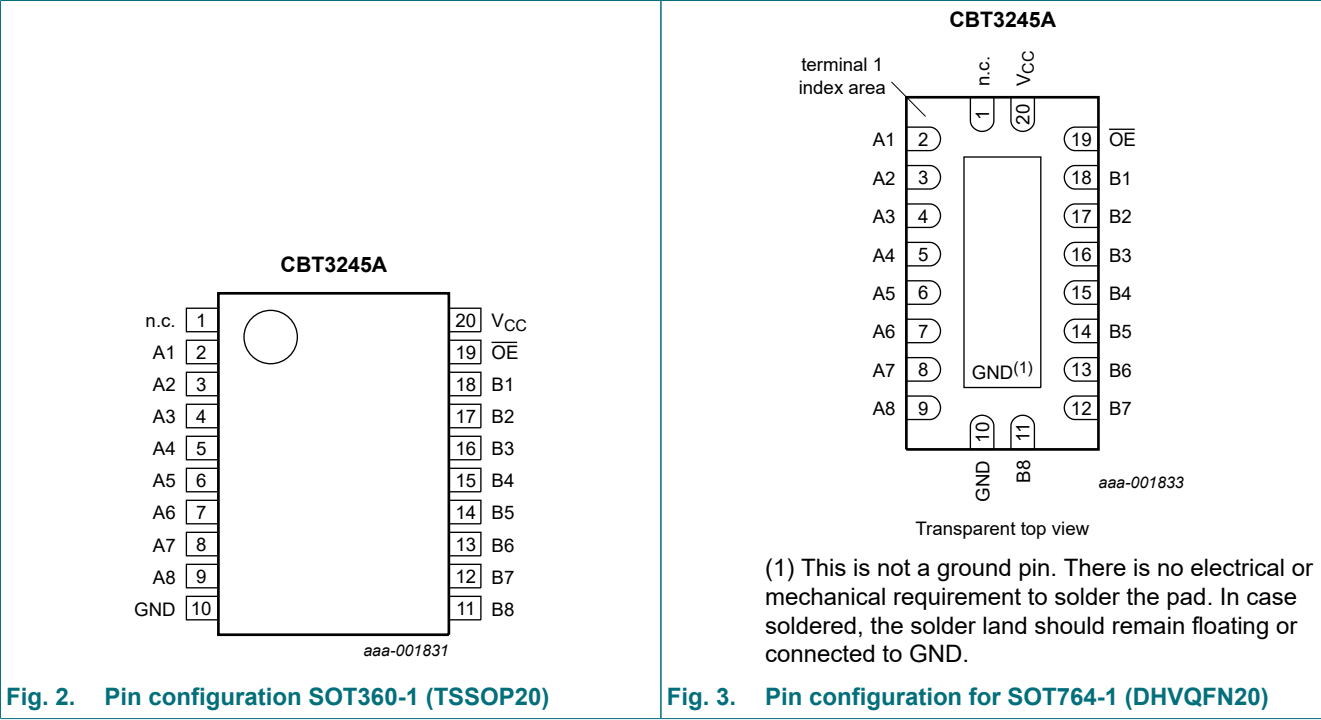 CBT3245A
n.c. 1
A1 2
A2 3
A3 4
A4 5
A5 6
A6 7
A7 8
A8 9
GND 10
20 VCC
19 O̅E̅
18 B1
17 B2
16 B3
15 B4
14 B5
13 B6
12 B7
11 B8
aaa-001831
Fig. 2. Pin configuration SOT360-1 (TSSOP20)
CBT3245A
terminal 1
index area
n.c.
VCC
1
20
A1 2
A2 3
A3 4
A4 5
A5 6
A6 7
A7 8
A8 9
19 O̅E̅
18 B1
17 B2
16 B3
15 B4
14 B5
13 B6
12 B7
GND(1)
10
11
GND
B8
aaa-001833
Transparent top view
(1) This is not a ground pin. There is no electrical or
mechanical requirement to solder the pad. In case
soldered, the solder land should remain floating or
connected to GND.
Fig. 3. Pin configuration for SOT764-1 (DHVQFN20)